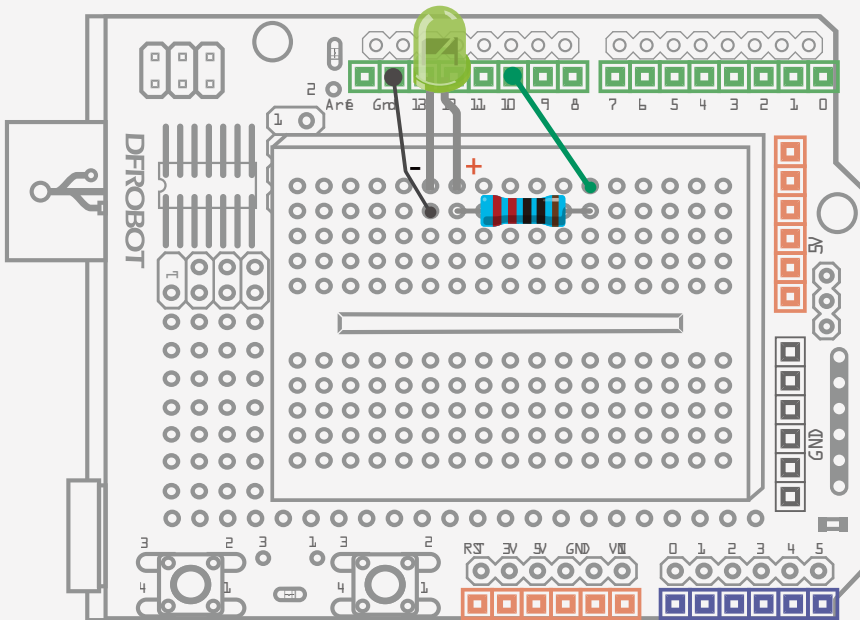 2
Are Gnd 13 12 11 10 9 8 7 6 5 4 3 2 1 0
1
DFROBOT
- +
5V
1
GND
3 2 3 1 3 2
RST 3V 5V GND VIN 0 1 2 3 4 5
4 1 4 1